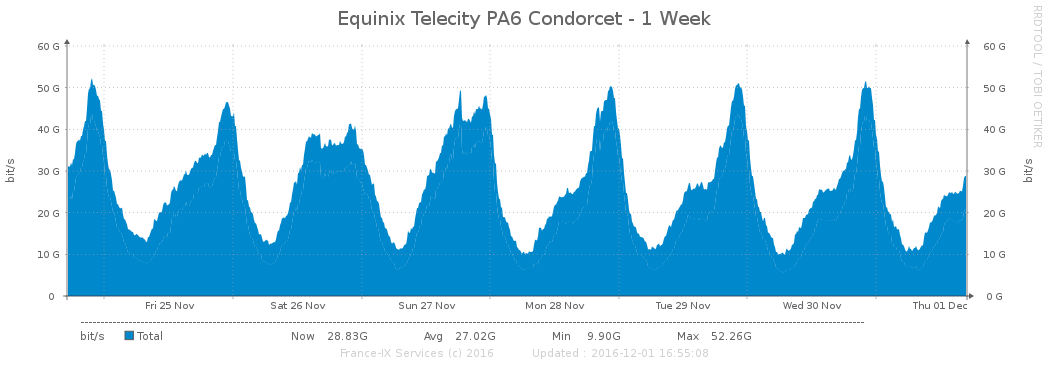 Equinix Telecity PA6 Condorcet - 1 Week
RRDTOOL / TOBI OETIKER
60 G 60 G
50 G 50 G
40 G 40 G
30 G 30 G
20 G 20 G
10 G 10 G
0 0 G
bit/s
bit/s
Fri 25 Nov Sat 26 Nov Sun 27 Nov Mon 28 Nov Tue 29 Nov Wed 30 Nov Thu 01 Dec
bit/s Total Now 28.83G Avg 27.02G Min 9.90G Max 52.26G
France-IX Services (c) 2016 Updated : 2016-12-01 16:55:08